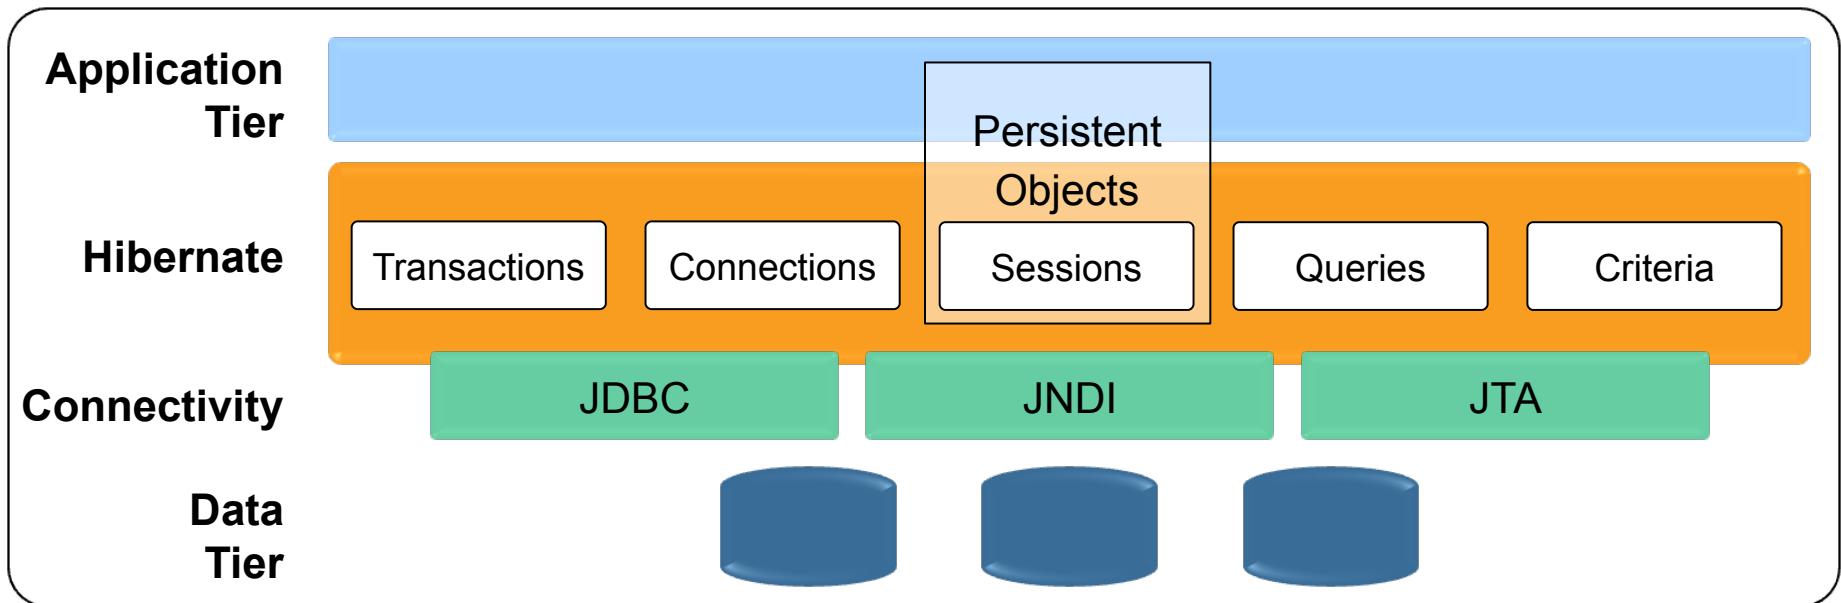 Application
Tier
Persistent
Objects
Hibernate
Transactions
Connections
Sessions
Queries
Criteria
Connectivity
JDBC
JNDI
JTA
Data
Tier